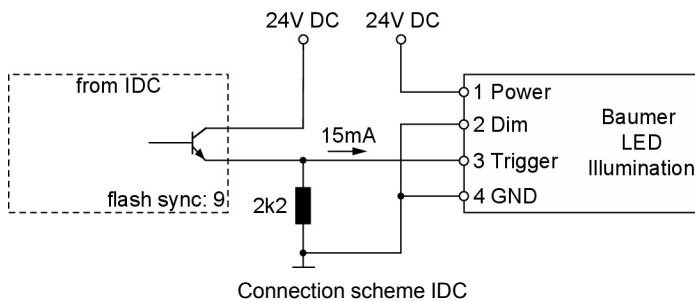 24V DC
24V DC
from IDC
1 Power
Baumer
2 Dim
LED
15mA
3 Trigger
Illumination
flash sync: 9
2k2
4 GND
Connection scheme IDC